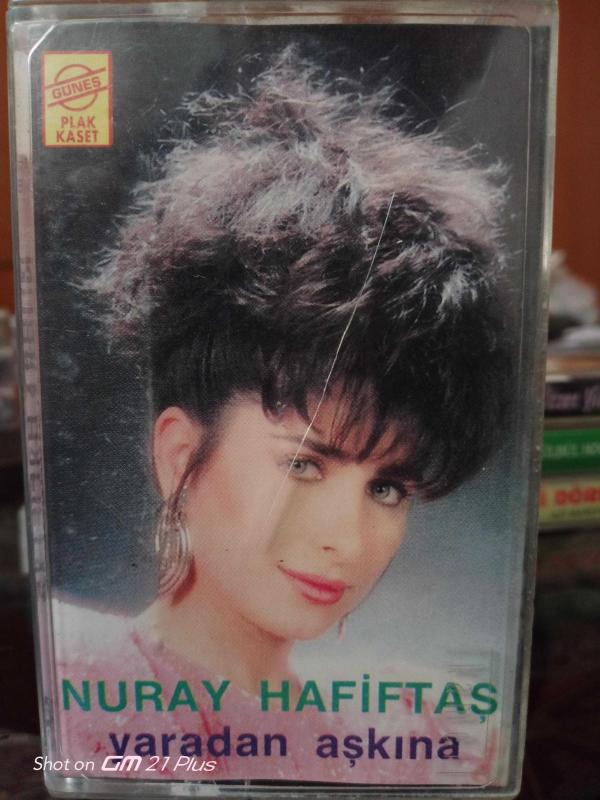 GÜNEŞ
PLAK
KASET
NURAY HAFİFTAŞ
yaradan aşkına
Shot on GM 21 Plus